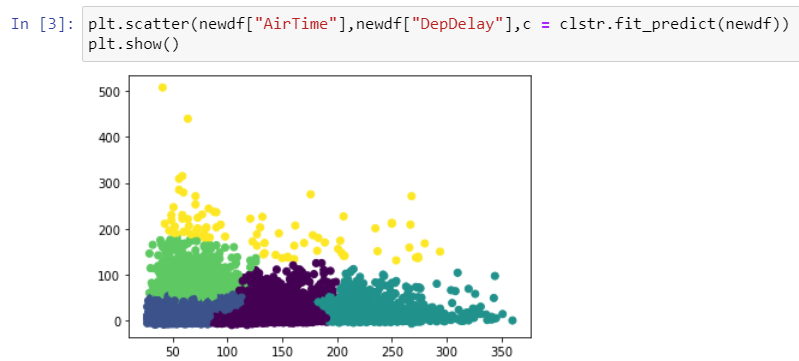 In [3]: plt.scatter(newdf["AirTime"],newdf["DepDelay"],c = clstr.fit_predict(newdf))
plt.show()
500
400
300
200
100
0
50 100 150 200 250 300 350